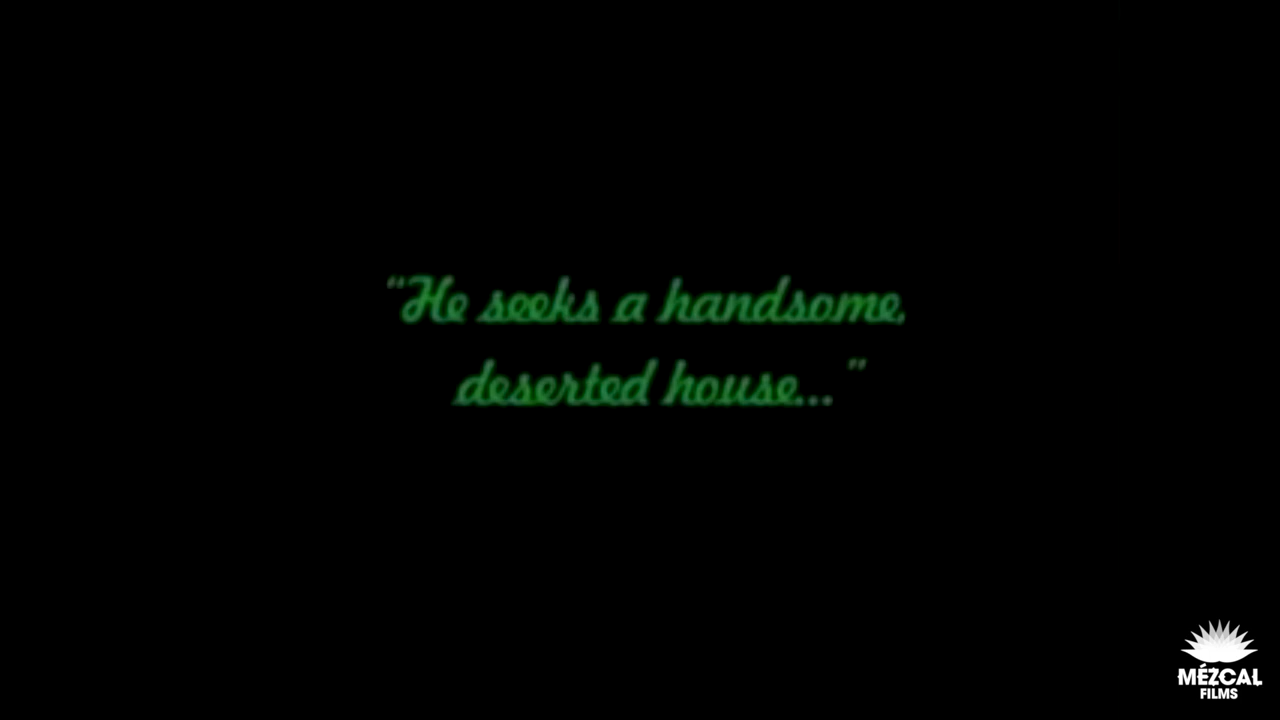 “He seeks a handsome,
deserted house...”
MÉZCAL
FILMS